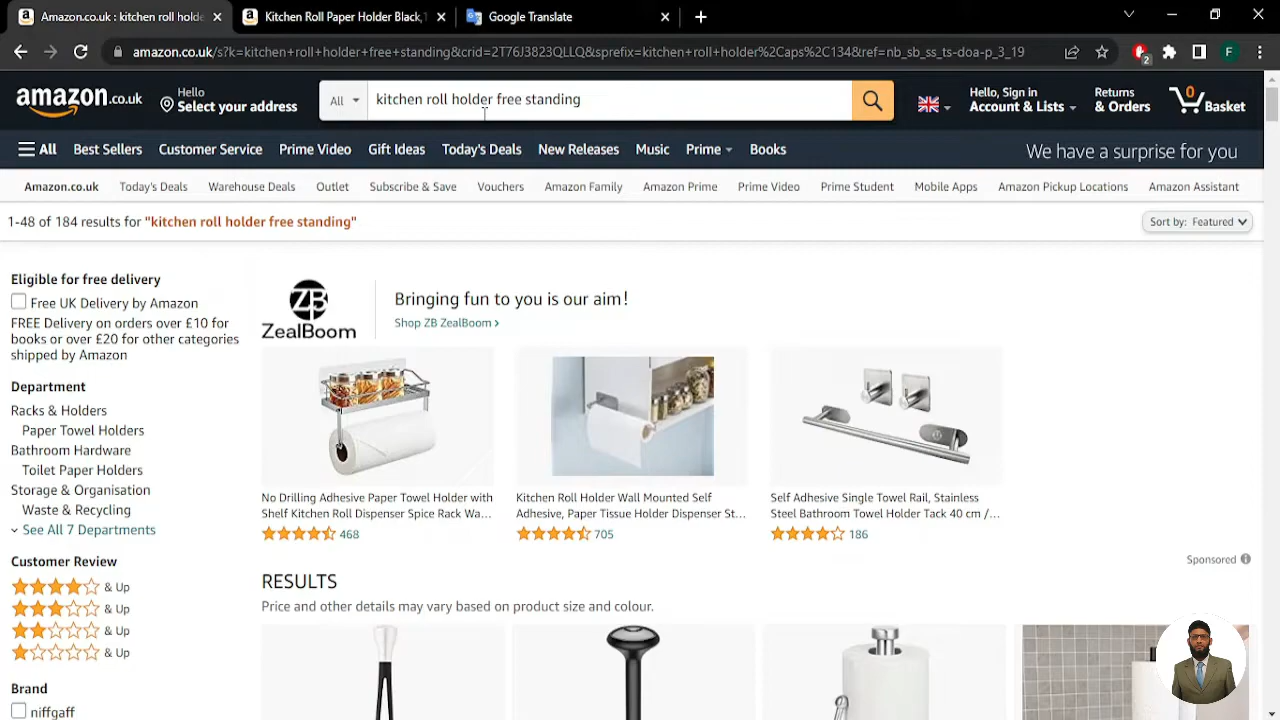 Amazon.co.uk : kitchen roll holde
Kitchen Roll Paper Holder Black,T
Google Translate
amazon.co.uk/s?k=kitchen+roll+holder+free+standing&crid=2T76J3823QLLQ&sprefix=kitchen+roll+holder%2Caps%2C134&ref=nb_sb_ss_ts-doa-p_3_19
2
F
amazon.co.uk
Hello
Select your address
All
kitchen roll holder free standing
Hello, Sign in
Account & Lists
Returns
& Orders
0
Basket
All
Best Sellers
Customer Service
Prime Video
Gift Ideas
Today's Deals
New Releases
Music
Prime
Books
We have a surprise for you
Amazon.co.uk
Today's Deals
Warehouse Deals
Outlet
Subscribe & Save
Vouchers
Amazon Family
Amazon Prime
Prime Video
Prime Student
Mobile Apps
Amazon Pickup Locations
Amazon Assistant
1-48 of 184 results for "kitchen roll holder free standing"
Sort by: Featured
Eligible for free delivery
Free UK Delivery by Amazon
FREE Delivery on orders over £10 for
books or over £20 for other categories
shipped by Amazon
Department
Racks & Holders
Paper Towel Holders
Bathroom Hardware
Toilet Paper Holders
Storage & Organisation
Waste & Recycling
See All 7 Departments
Customer Review
& Up
& Up
& Up
& Up
Brand
niffgaff
ZB
ZealBoom
Bringing fun to you is our aim!
Shop ZB ZealBoom ›
No Drilling Adhesive Paper Towel Holder with
Shelf Kitchen Roll Dispenser Spice Rack Wa...
468
Kitchen Roll Holder Wall Mounted Self
Adhesive, Paper Tissue Holder Dispenser St...
705
Self Adhesive Single Towel Rail, Stainless
Steel Bathroom Towel Holder Tack 40 cm /...
186
Sponsored
RESULTS
Price and other details may vary based on product size and colour.